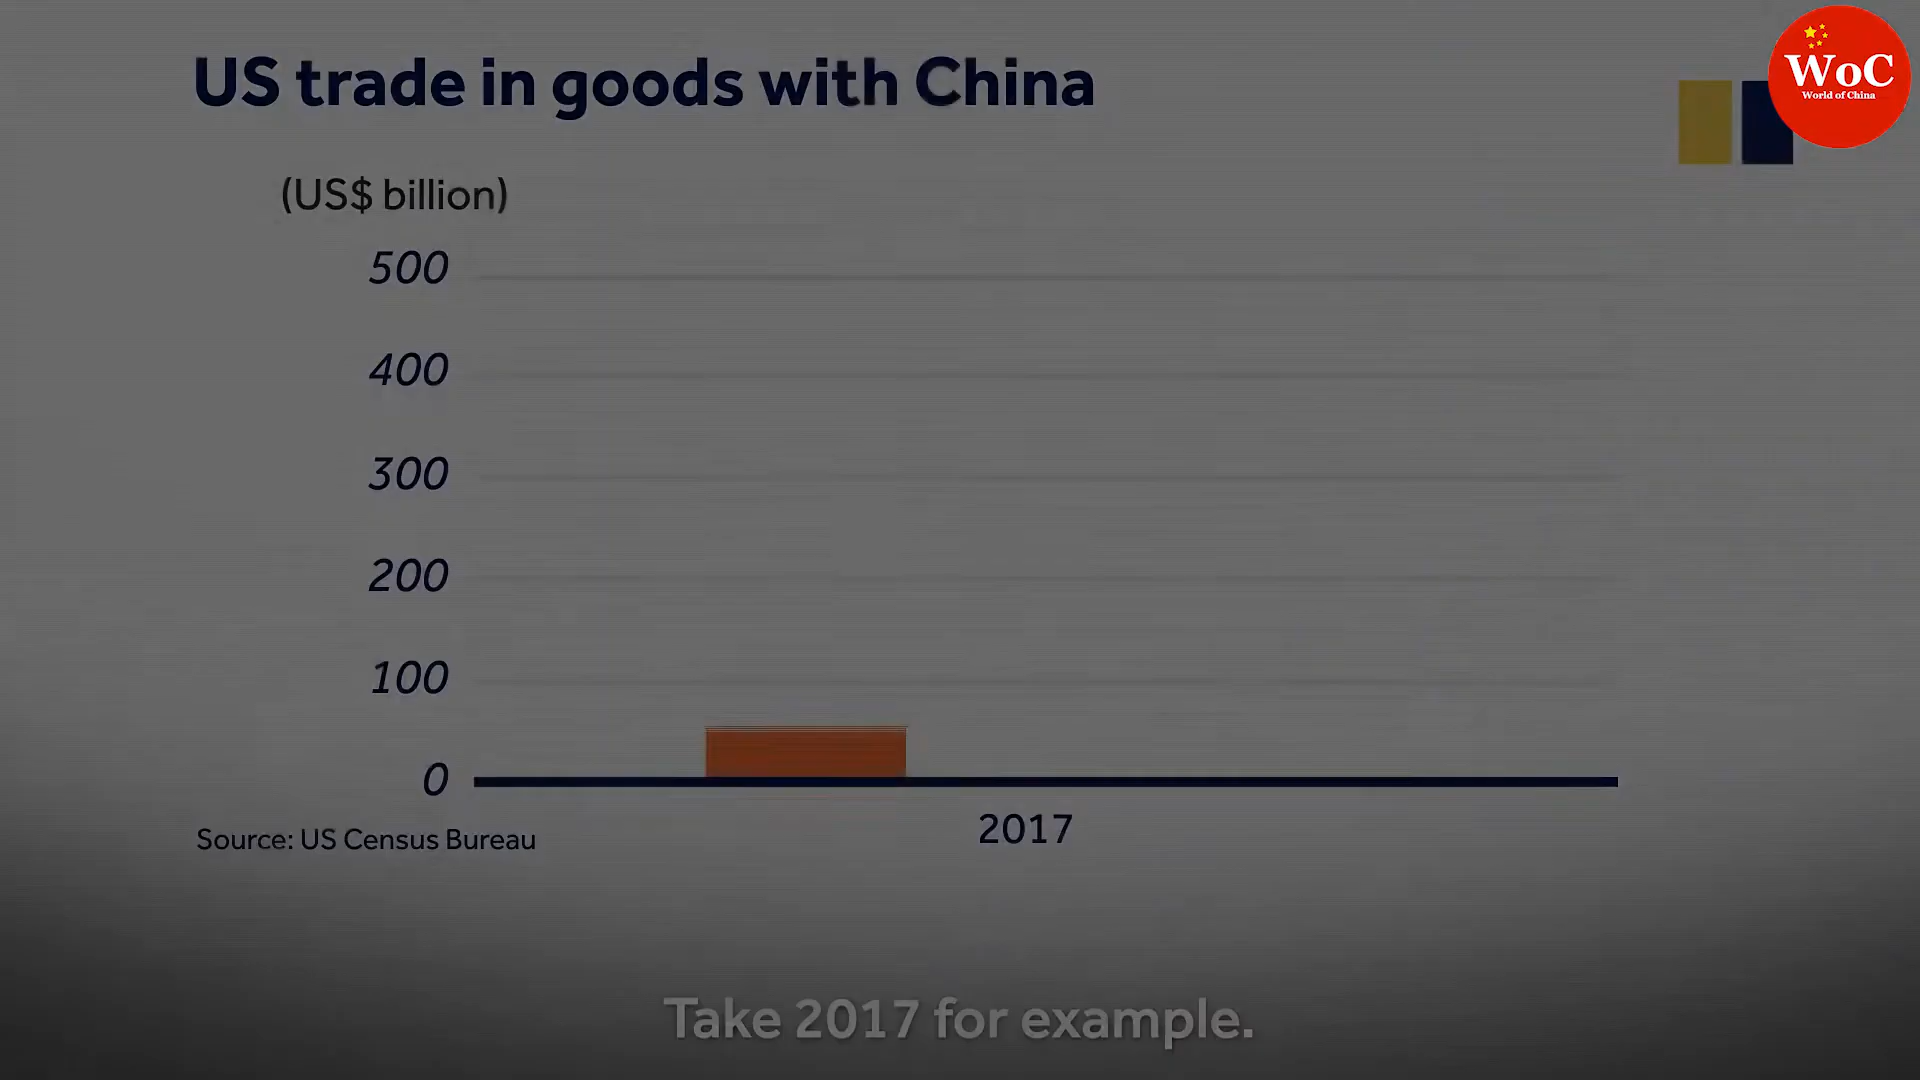 US trade in goods with China
WoC
World of China
(US$ billion)
500
400
300
200
100
0
2017
Source: US Census Bureau
Take 2017 for example.